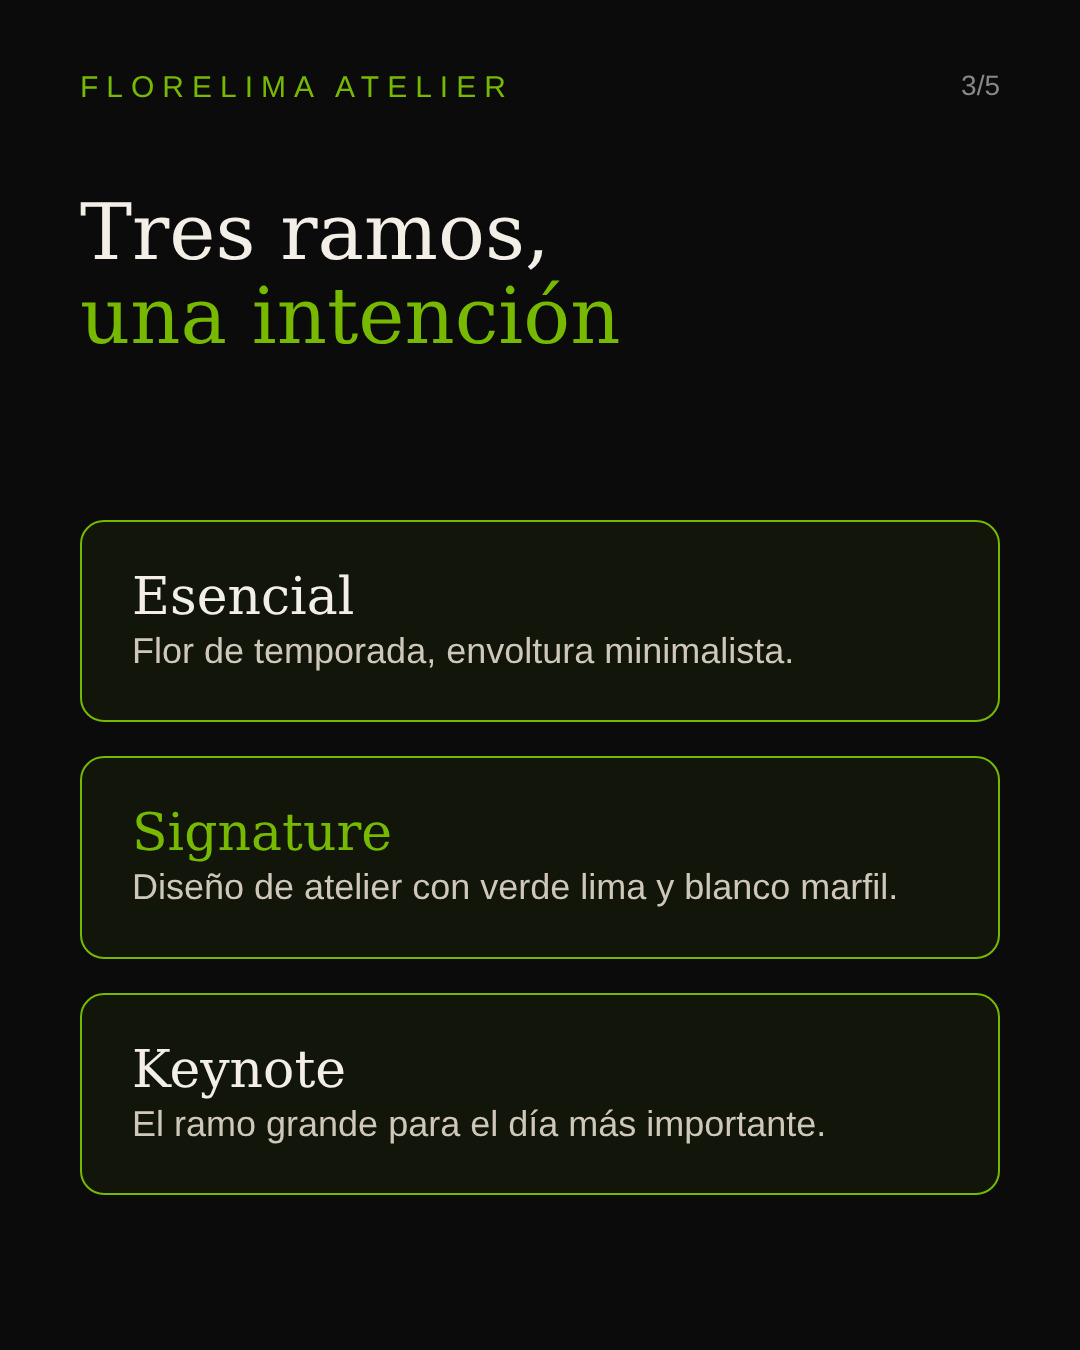 FLORELIMA ATELIER
3/5
Tres ramos,
una intención
Esencial
Flor de temporada, envoltura minimalista.
Signature
Diseño de atelier con verde lima y blanco marfil.
Keynote
El ramo grande para el día más importante.